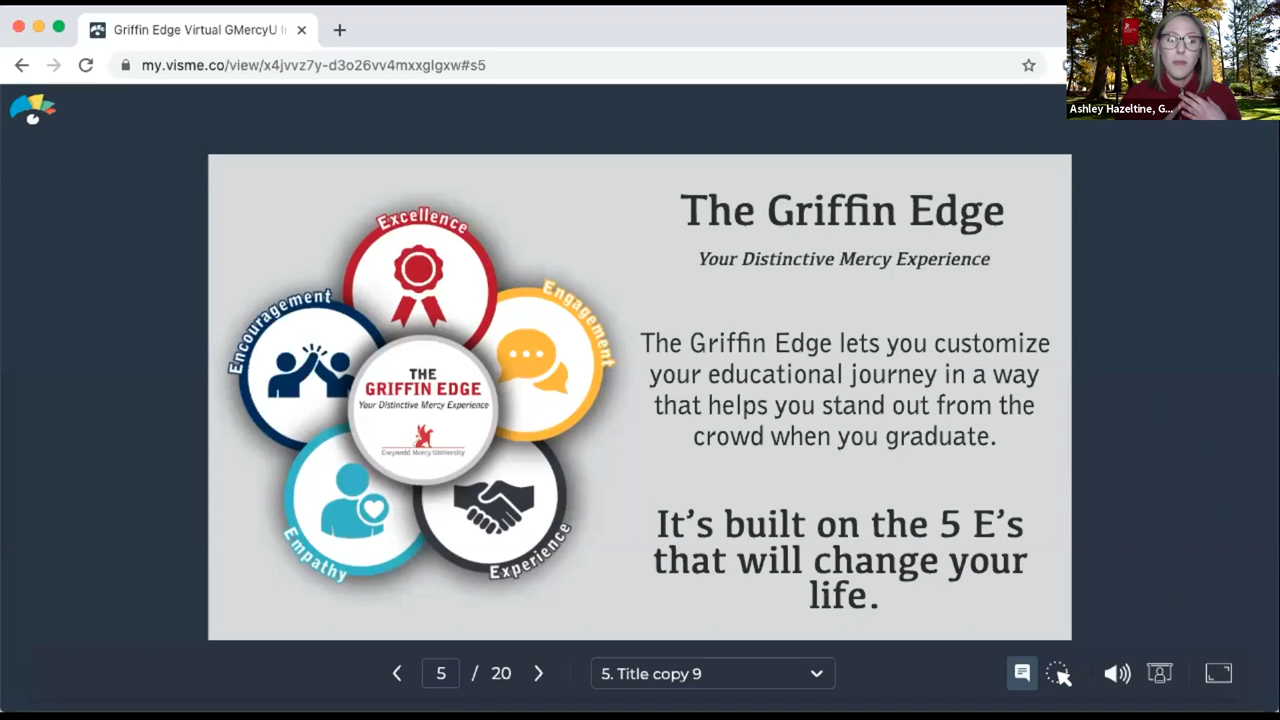 Griffin Edge Virtual GMercyU I
my.visme.co/view/x4jvvz7y-d3o26vv4mxxglgxw#s5
Ashley Hazeltine, G...
Excellence
Engagement
Encouragement
THE
GRIFFIN EDGE
Your Distinctive Mercy Experience
Gwynedd Mercy University
Empathy
Experience
The Griffin Edge
Your Distinctive Mercy Experience
The Griffin Edge lets you customize
your educational journey in a way
that helps you stand out from the
crowd when you graduate.
It's built on the 5 E's
that will change your
life.
5 / 20
5. Title copy 9